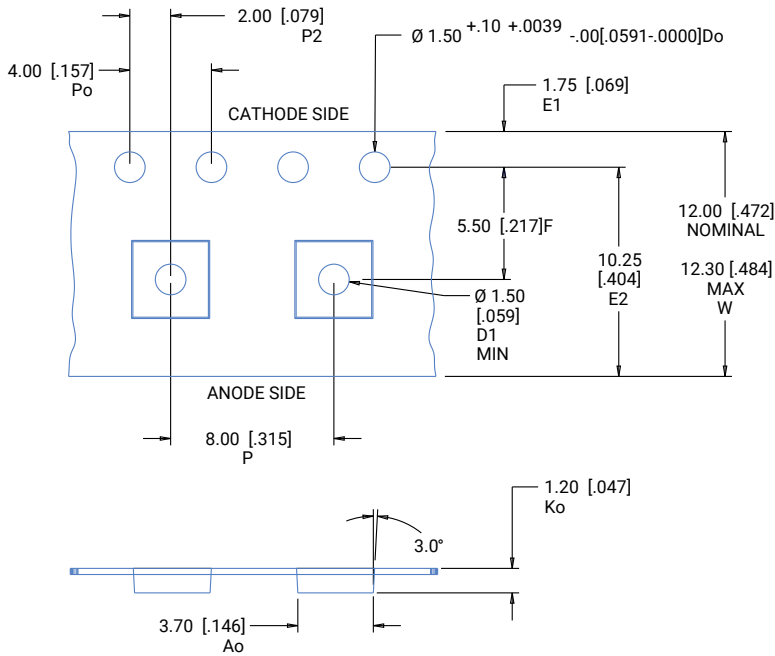 2.00 [.079]
P2
Ø 1.50 +.10 +.0039 -.00[.0591-.0000]Do
4.00 [.157]
Po
1.75 [.069]
E1
CATHODE SIDE
5.50 [.217]F
12.00 [.472]
NOMINAL
12.30 [.484]
MAX
W
10.25
[.404]
E2
Ø 1.50
[.059]
D1
MIN
ANODE SIDE
8.00 [.315]
P
1.20 [.047]
Ko
3.0°
3.70 [.146]
Ao